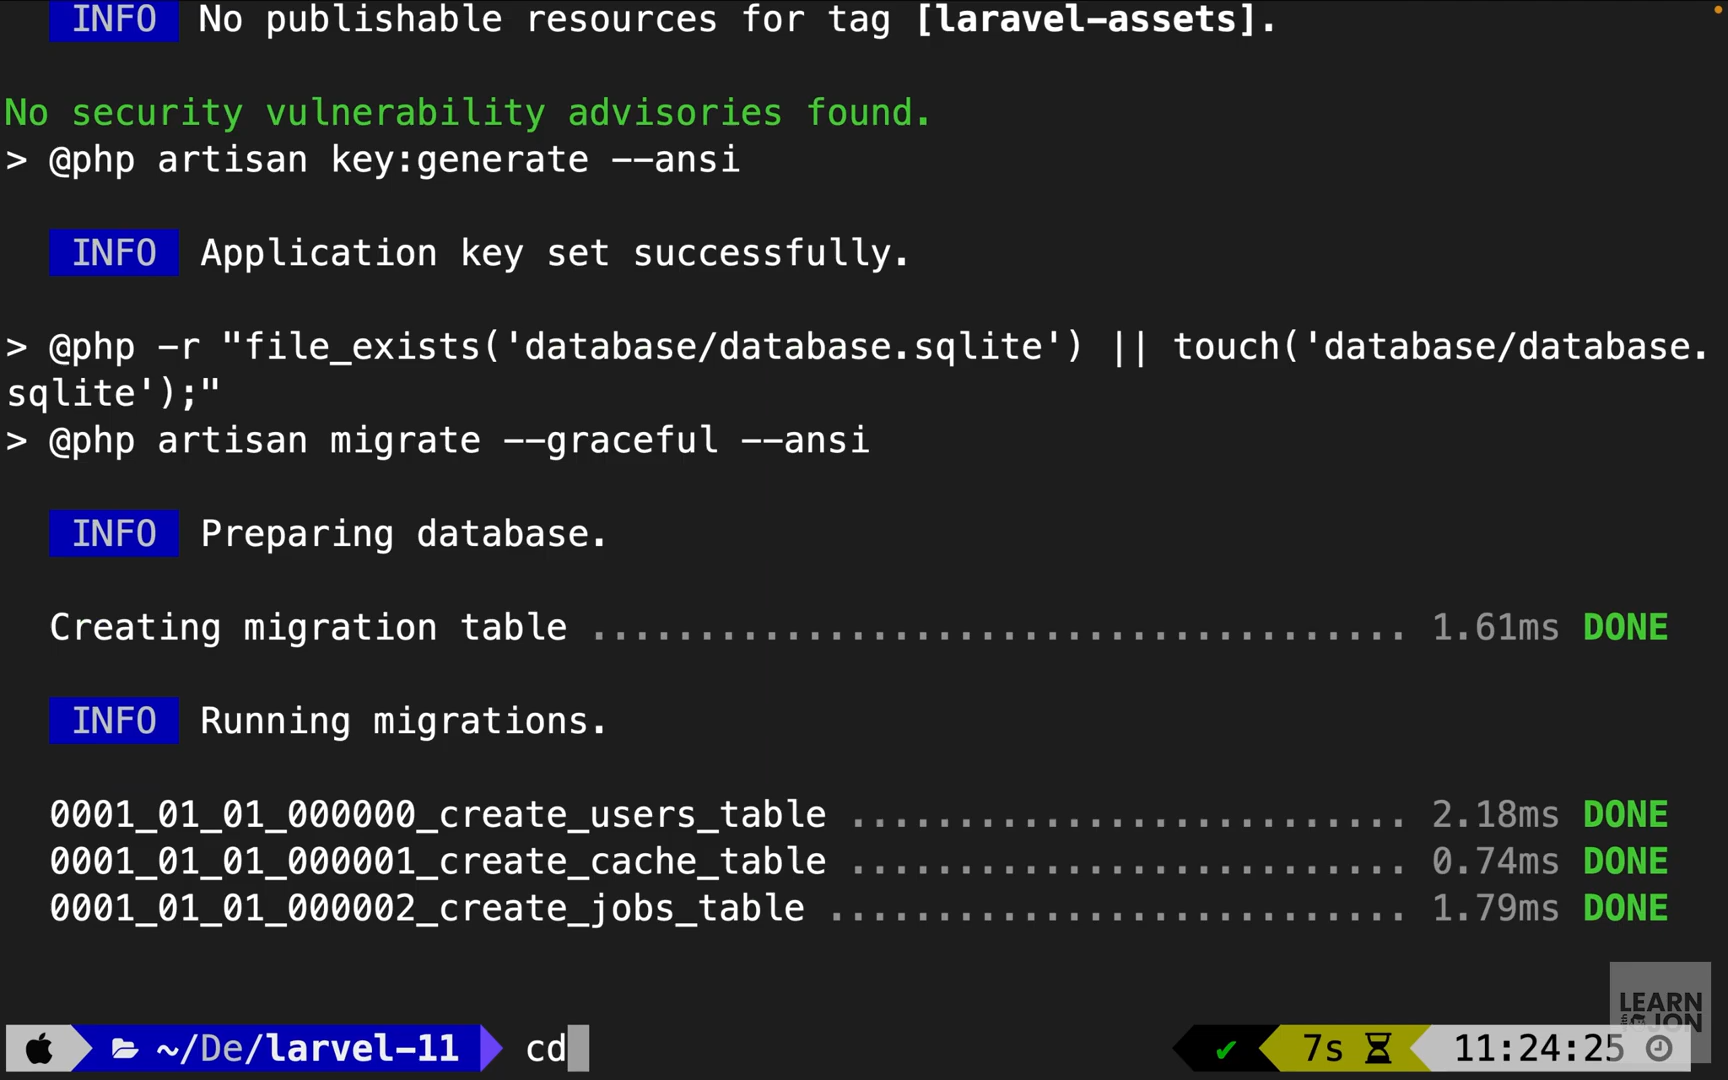 INFO No publishable resources for tag [laravel-assets].
No security vulnerability advisories found.
> @php artisan key:generate --ansi
INFO Application key set successfully.
> @php -r "file_exists('database/database.sqlite') || touch('database/database.
sqlite');"
> @php artisan migrate --graceful --ansi
INFO Preparing database.
Creating migration table ...................................... 1.61ms DONE
INFO Running migrations.
0001_01_01_000000_create_users_table .......................... 2.18ms DONE
0001_01_01_000001_create_cache_table .......................... 0.74ms DONE
0001_01_01_000002_create_jobs_table ........................... 1.79ms DONE
~/De/larvel-11 cd ✔ 7s 11:24:25
LEARN
with JON